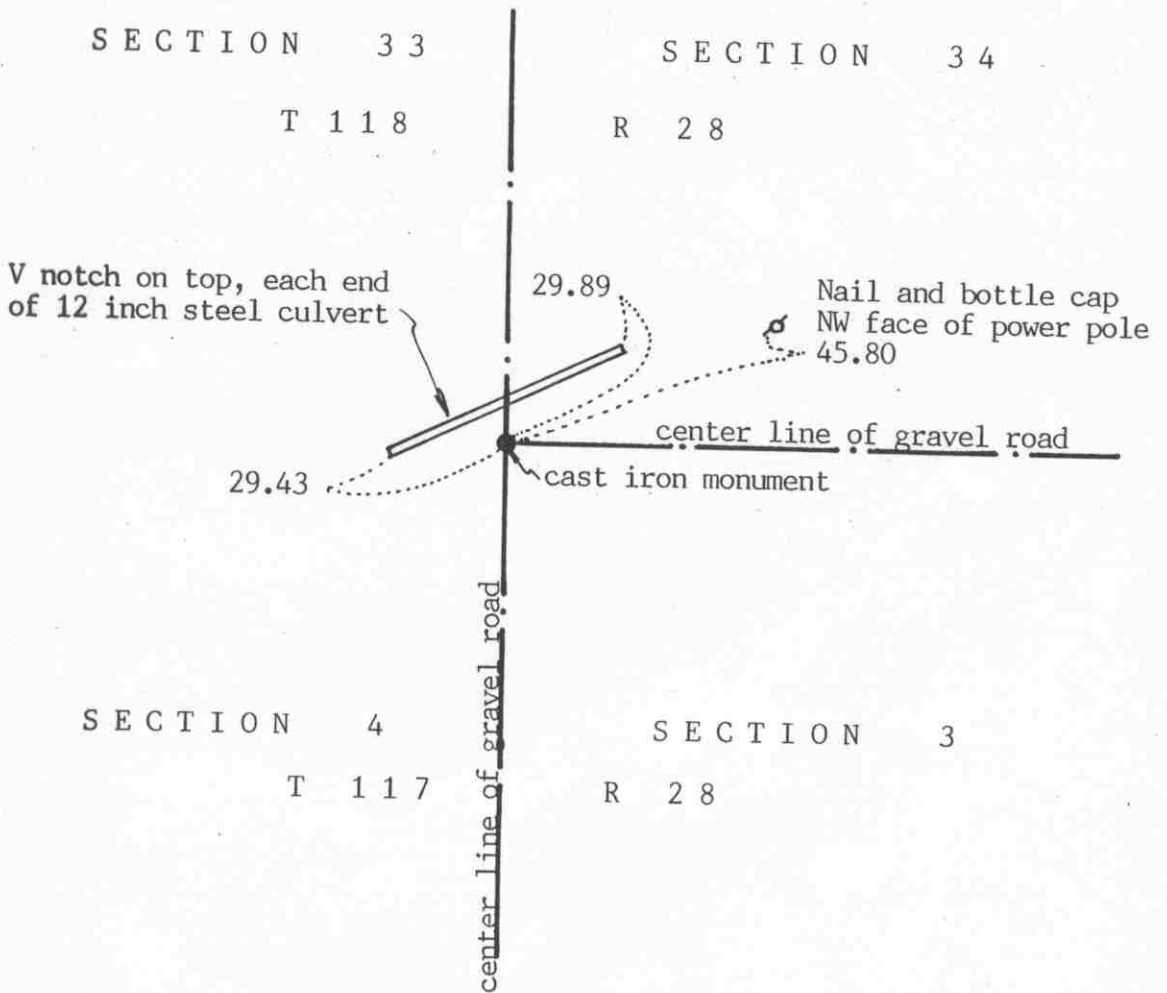 SECTION 33
SECTION 34
T 118
R 28
V notch on top, each end
of 12 inch steel culvert
29.89
Nail and bottle cap
NW face of power pole
45.80
center line of gravel road
29.43
cast iron monument
center line of gravel road
SECTION 4
SECTION 3
T 117
R 28